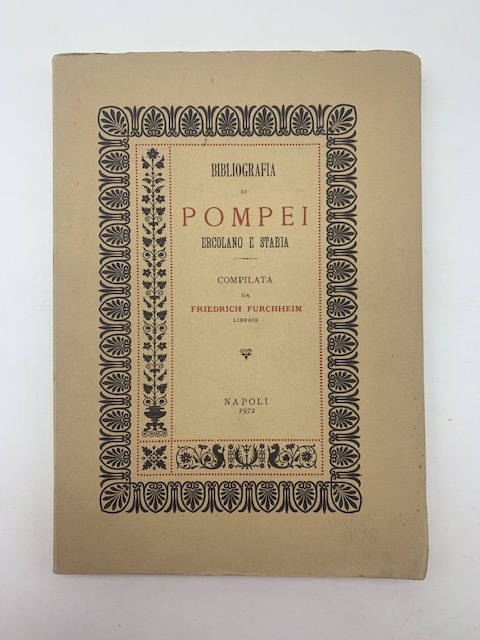 BIBLIOGRAFIA
DI
POMPEI
ERCOLANO E STABIA
COMPILATA
DA
FRIEDRICH FURCHHEIM
LIBRAIO
NAPOLI
1972